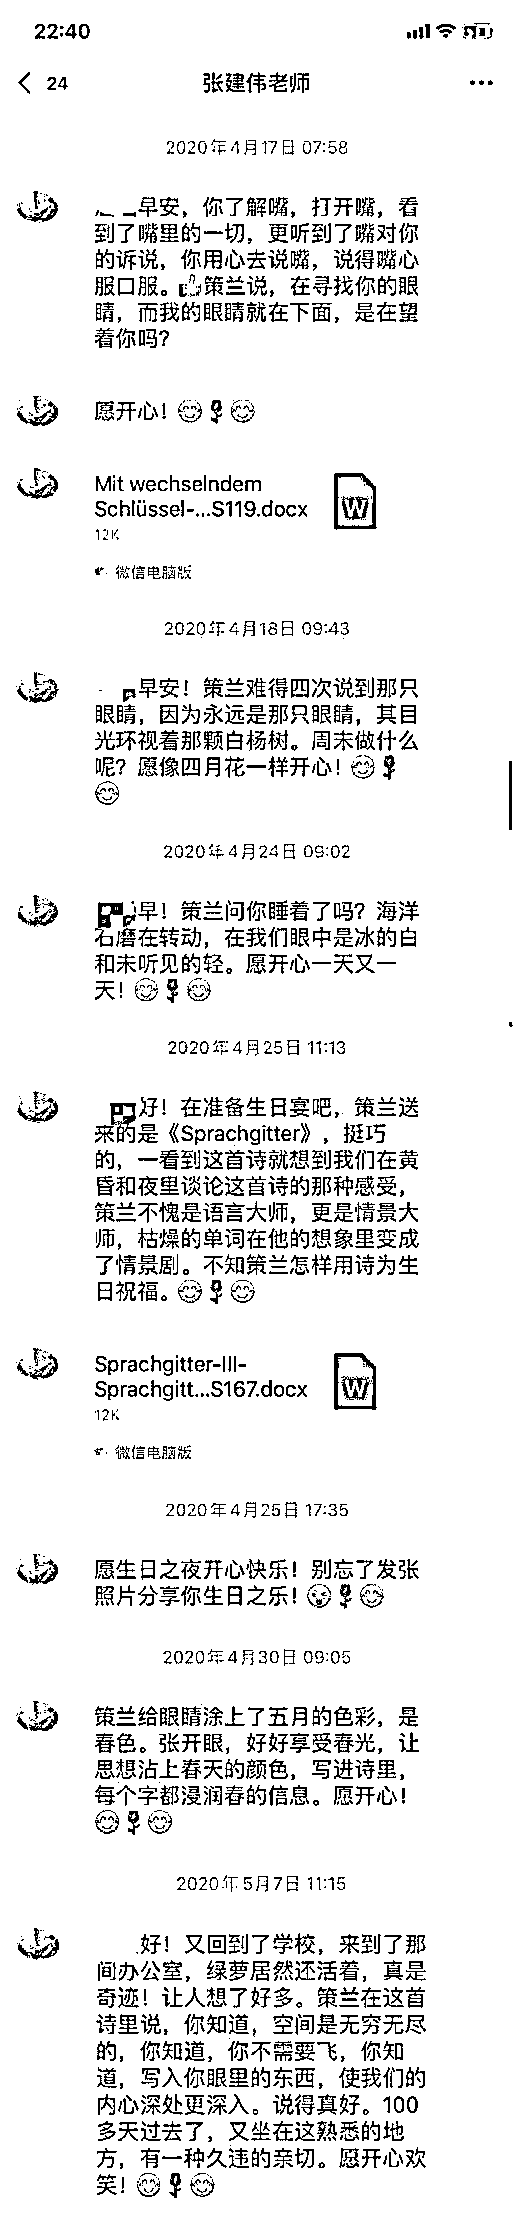 22:40
24
张建伟老师
2020年4月17日 07:58
早安，你了解嘴，打开嘴，看
到了嘴里的一切，更听到了嘴对你
的诉说，你用心去说嘴，说得嘴心
服口服。👍策兰说，在寻找你的眼
睛，而我的眼睛就在下面，是在望
着你吗？
愿开心！😊🌹😊
Mit wechselndem
Schlüssel-...S119.docx
12K
微信电脑版
2020年4月18日 09:43
早安！策兰难得四次说到那只
眼睛，因为永远是那只眼睛，其目
光环视着那颗白杨树。周末做什么
呢？愿像四月花一样开心！😊🌹
😊
2020年4月24日 09:02
早！策兰问你睡着了吗？海洋
石磨在转动，在我们眼中是冰的白
和未听见的轻。愿开心一天又一
天！😊🌹😊
2020年4月25日 11:13
好！在准备生日宴吧，策兰送
来的是《Sprachgitter》，挺巧
的，一看到这首诗就想到我们在黄
昏和夜里谈论这首诗的那种感受，
策兰不愧是语言大师，更是情景大
师，枯燥的单词在他的想象里变成
了情景剧。不知策兰怎样用诗为生
日祝福。😊🌹😊
Sprachgitter-III-
Sprachgitt...S167.docx
12K
微信电脑版
2020年4月25日 17:35
愿生日之夜开心快乐！别忘了发张
照片分享你生日之乐！😘🌹😊
2020年4月30日 09:05
策兰给眼睛涂上了五月的色彩，是
春色。张开眼，好好享受春光，让
思想沾上春天的颜色，写进诗里，
每个字都浸润春的信息。愿开心！
😊🌹😊
2020年5月7日 11:15
好！又回到了学校，来到了那
间办公室，绿萝居然还活着，真是
奇迹！让人想了好多。策兰在这首
诗里说，你知道，空间是无穷无尽
的，你知道，你不需要飞，你知
道，写入你眼里的东西，使我们的
内心深处更深入。说得真好。100
多天过去了，又坐在这熟悉的地
方，有一种久违的亲切。愿开心欢
笑！😊🌹😊